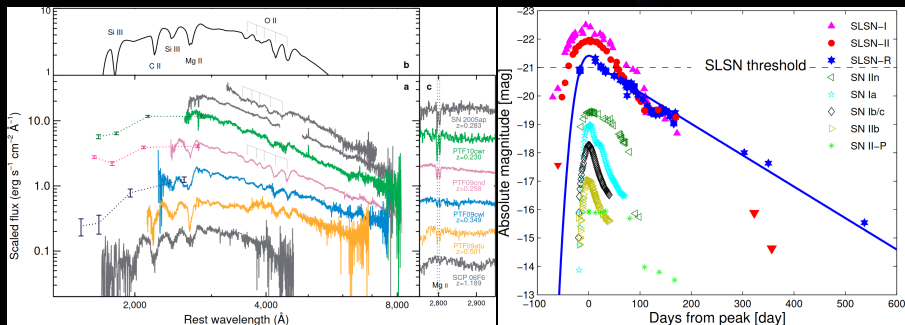 Si III
C II
Si III
Mg II
O II
b
10
1
a
c
10.0
1.0
0.1
Scaled flux (erg s⁻¹ cm⁻² Å⁻¹)
2,000
4,000
8,000
Rest wavelength (Å)
SN 2005ap
z=0.283
PTF10cwr
z=0.230
PTF09cnd
z=0.258
PTF09cwl
z=0.349
PTF09atu
z=0.501
SCP 06F6
z=1.189
Mg II
2,800
2,900
-23
-22
-21
-20
-19
-18
-17
-16
-15
-14
-13
Absolute magnitude [mag]
SLSN-I
SLSN-II
SLSN-R
SLSN threshold
SN IIn
SN Ia
SN Ib/c
SN IIb
SN II-P
-100
0
100
200
300
400
500
600
Days from peak [day]